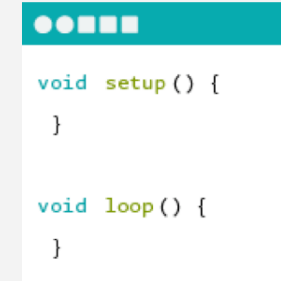 void setup() {
}
void loop() {
}